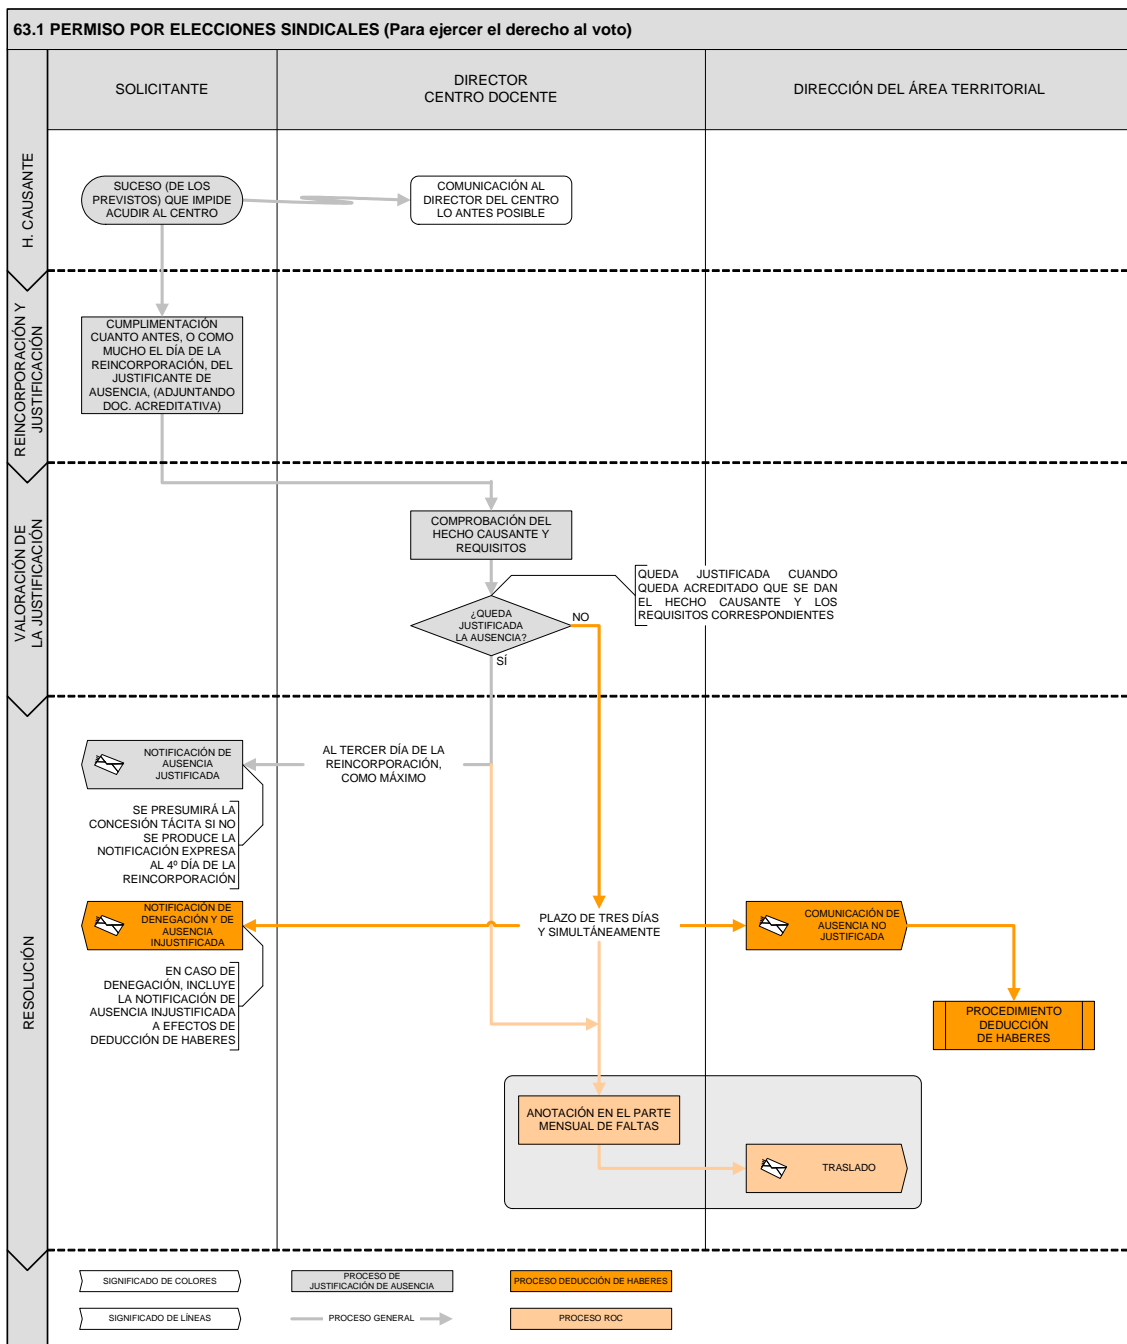 63.1 PERMISO POR ELECCIONES SINDICALES (Para ejercer el derecho al voto)
SOLICITANTE
DIRECTOR
CENTRO DOCENTE
DIRECCIÓN DEL ÁREA TERRITORIAL
H. CAUSANTE
SUCESO (DE LOS
PREVISTOS) QUE IMPIDE
ACUDIR AL CENTRO
COMUNICACIÓN AL
DIRECTOR DEL CENTRO
LO ANTES POSIBLE
REINCORPORACIÓN Y
JUSTIFICACIÓN
CUMPLIMENTACIÓN
CUANTO ANTES, O COMO
MUCHO EL DÍA DE LA
REINCORPORACIÓN, DEL
JUSTIFICANTE DE
AUSENCIA, (ADJUNTANDO
DOC. ACREDITATIVA)
VALORACIÓN DE
LA JUSTIFICACIÓN
COMPROBACIÓN DEL
HECHO CAUSANTE Y
REQUISITOS
QUEDA JUSTIFICADA CUANDO
QUEDA ACREDITADO QUE SE DAN
EL HECHO CAUSANTE Y LOS
REQUISITOS CORRESPONDIENTES
¿QUEDA
JUSTIFICADA
LA AUSENCIA?
NO
SÍ
RESOLUCIÓN
NOTIFICACIÓN DE
AUSENCIA
JUSTIFICADA
AL TERCER DÍA DE LA
REINCORPORACIÓN,
COMO MÁXIMO
SE PRESUMIRÁ LA
CONCESIÓN TÁCITA SI NO
SE PRODUCE LA
NOTIFICACIÓN EXPRESA
AL 4º DÍA DE LA
REINCORPORACIÓN
NOTIFICACIÓN DE
DENEGACIÓN Y DE
AUSENCIA
INJUSTIFICADA
PLAZO DE TRES DÍAS
Y SIMULTÁNEAMENTE
COMUNICACIÓN DE
AUSENCIA NO
JUSTIFICADA
EN CASO DE
DENEGACIÓN, INCLUYE
LA NOTIFICACIÓN DE
AUSENCIA INJUSTIFICADA
A EFECTOS DE
DEDUCCIÓN DE HABERES
PROCEDIMIENTO
DEDUCCIÓN
DE HABERES
ANOTACIÓN EN EL PARTE
MENSUAL DE FALTAS
TRASLADO
SIGNIFICADO DE COLORES
PROCESO DE
JUSTIFICACIÓN DE AUSENCIA
PROCESO DEDUCCIÓN DE HABERES
SIGNIFICADO DE LÍNEAS
PROCESO GENERAL
PROCESO ROC